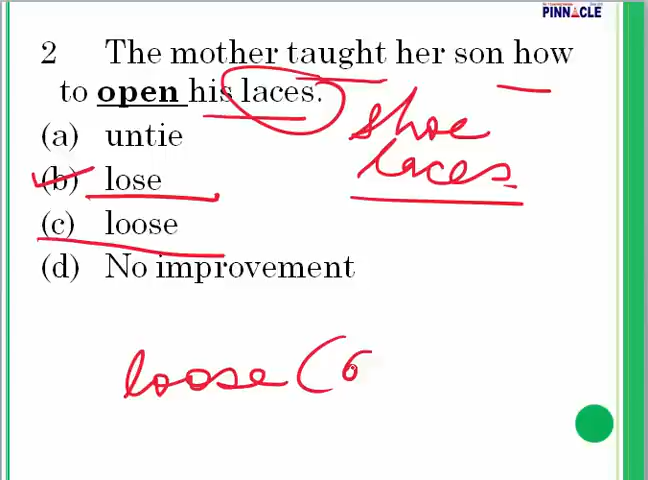 PINNACLE
2 The mother taught her son how
to open his laces.
(a) untie
(b) lose
(c) loose
(d) No improvement
shoe
laces
loose (o